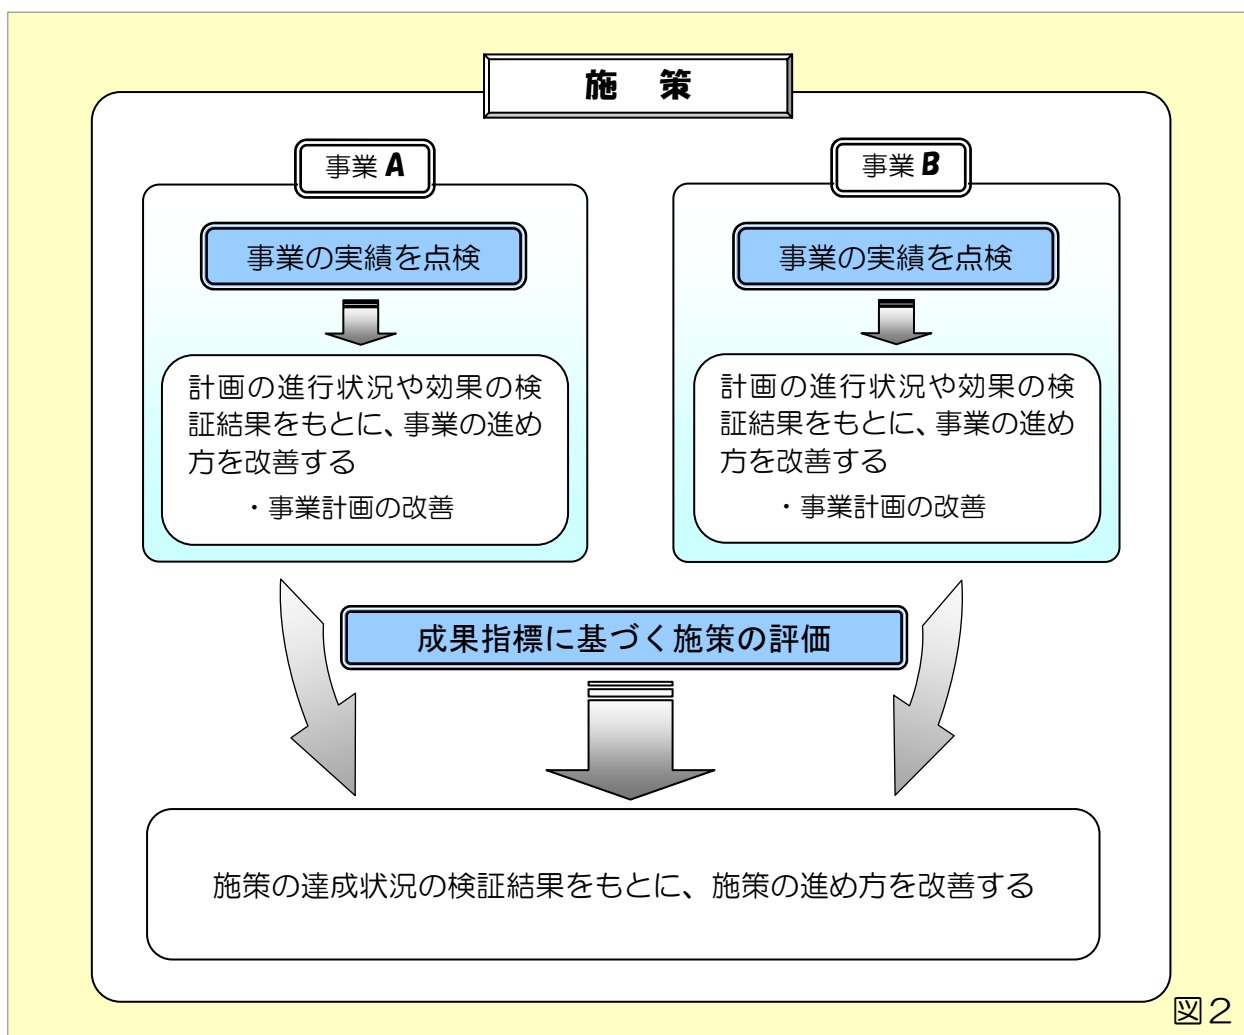 施 策
事業 A
事業の実績を点検
計画の進行状況や効果の検
証結果をもとに、事業の進め
方を改善する
・事業計画の改善
事業 B
事業の実績を点検
計画の進行状況や効果の検
証結果をもとに、事業の進め
方を改善する
・事業計画の改善
成果指標に基づく施策の評価
施策の達成状況の検証結果をもとに、施策の進め方を改善する
図2